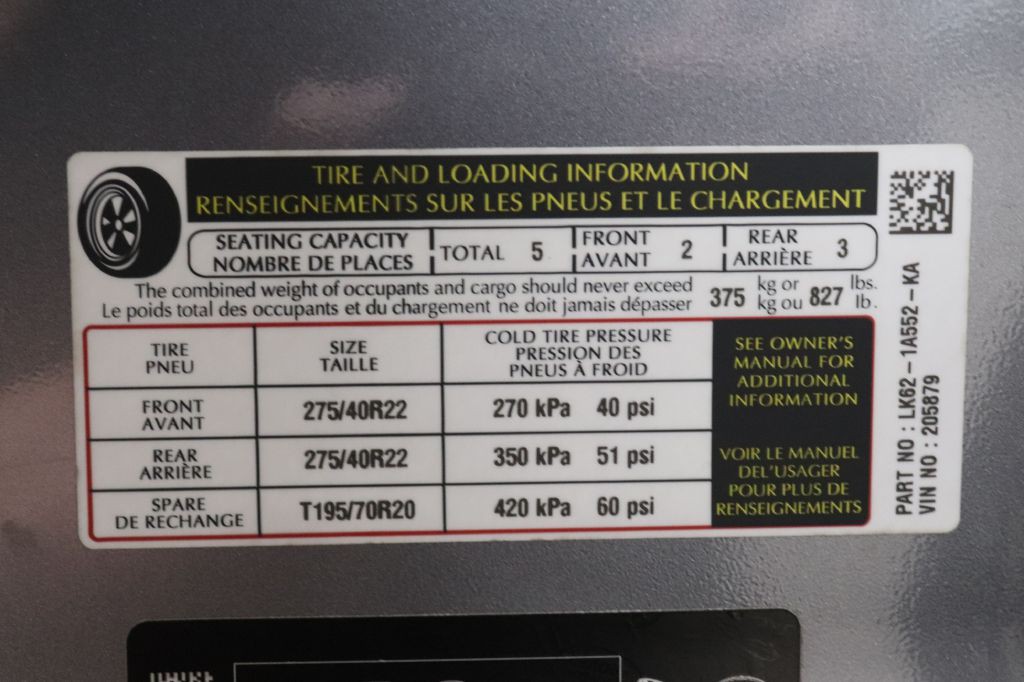 TIRE AND LOADING INFORMATION
RENSEIGNEMENTS SUR LES PNEUS ET LE CHARGEMENT
SEATING CAPACITY
NOMBRE DE PLACES
TOTAL 5
FRONT
AVANT 2
REAR
ARRIÈRE 3
The combined weight of occupants and cargo should never exceed 375 kg or 827 lbs.
Le poids total des occupants et du chargement ne doit jamais dépasser kg ou lb.
TIRE
PNEU
SIZE
TAILLE
COLD TIRE PRESSURE
PRESSION DES
PNEUS À FROID
FRONT
AVANT
275/40R22
270 kPa 40 psi
REAR
ARRIÈRE
275/40R22
350 kPa 51 psi
SPARE
DE RECHANGE
T195/70R20
420 kPa 60 psi
SEE OWNER'S
MANUAL FOR
ADDITIONAL
INFORMATION
VOIR LE MANUEL
DEL'USAGER
POUR PLUS DE
RENSEIGNEMENTS
PART NO : LK62-1A552-KA
VIN NO : 205879